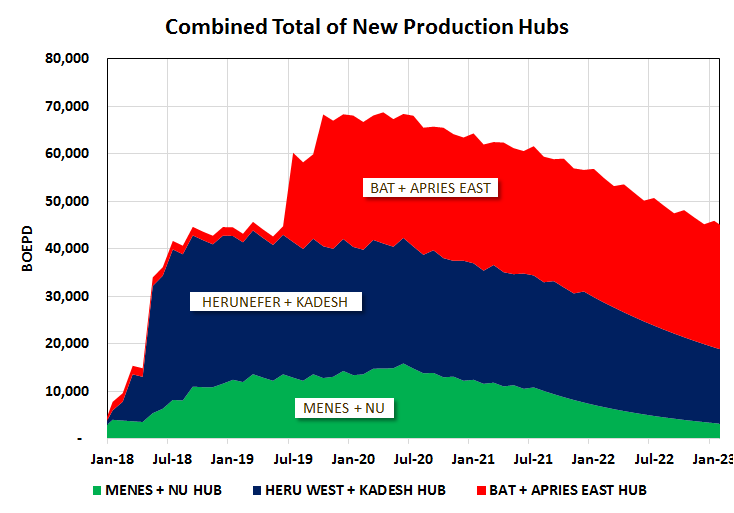 Combined Total of New Production Hubs
80,000
70,000
60,000
50,000
40,000
30,000
20,000
10,000
-
BOEPD
BAT + APRIES EAST
HERUNEFER + KADESH
MENES + NU
Jan-18 Jul-18 Jan-19 Jul-19 Jan-20 Jul-20 Jan-21 Jul-21 Jan-22 Jul-22 Jan-23
MENES + NU HUB HERU WEST + KADESH HUB BAT + APRIES EAST HUB